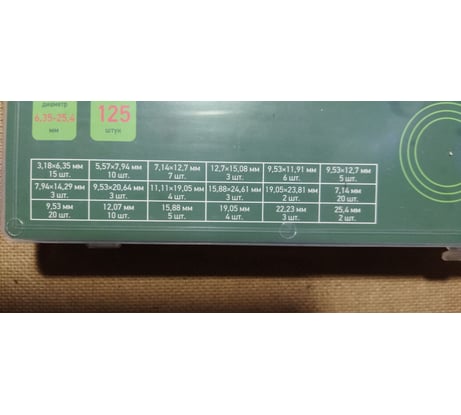 диаметр
6,35-25,4
мм
125
штук
3,18×6,35 мм 5,57×7,94 мм 7,14×12,7 мм 12,7×15,08 мм 9,53×11,91 мм 9,53×12,7 мм
15 шт. 10 шт. 7 шт. 3 шт. 6 шт. 5 шт.
7,94×14,29 мм 9,53×20,64 мм 11,11×19,05 мм 15,88×24,61 мм 19,05×23,81 мм 7,14 мм
3 шт. 3 шт. 4 шт. 3 шт. 2 шт. 20 шт.
9,53 мм 12,07 мм 15,88 мм 19,05 мм 22,23 мм 25,4 мм
20 шт. 10 шт. 5 шт. 4 шт. 3 шт. 2 шт.